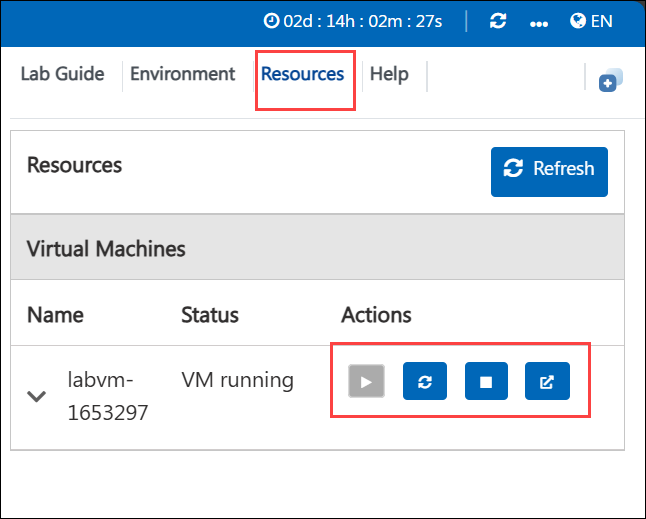 02d : 14h : 02m : 27s
EN
Lab Guide Environment Resources Help
Resources
Refresh
Virtual Machines
Name Status Actions
labvm- VM running
1653297